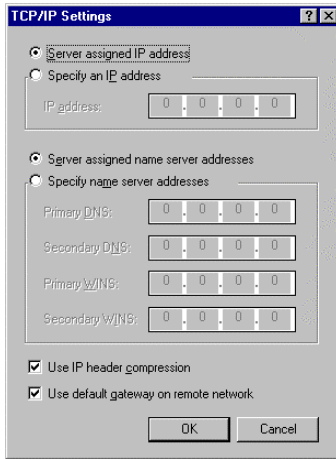 TCP/IP Settings
Server assigned IP address
Specify an IP address
IP address: 0 . 0 . 0 . 0
Server assigned name server addresses
Specify name server addresses
Primary DNS: 0 . 0 . 0 . 0
Secondary DNS: 0 . 0 . 0 . 0
Primary WINS: 0 . 0 . 0 . 0
Secondary WINS: 0 . 0 . 0 . 0
Use IP header compression
Use default gateway on remote network
OK Cancel